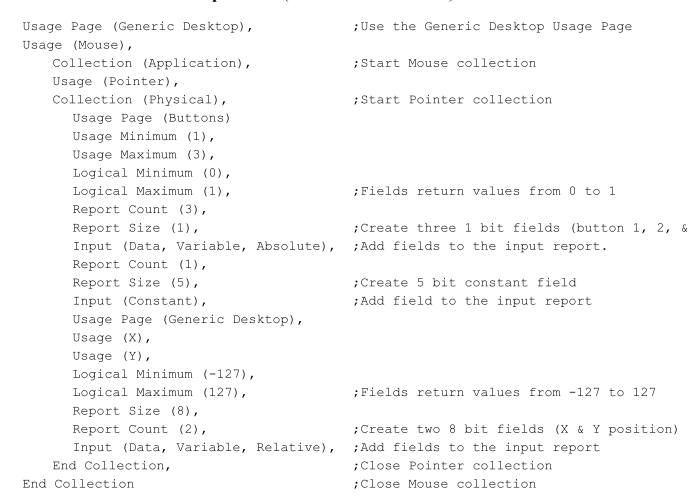 Usage Page (Generic Desktop), ;Use the Generic Desktop Usage Page
Usage (Mouse),
Collection (Application), ;Start Mouse collection
Usage (Pointer),
Collection (Physical), ;Start Pointer collection
Usage Page (Buttons)
Usage Minimum (1),
Usage Maximum (3),
Logical Minimum (0),
Logical Maximum (1), ;Fields return values from 0 to 1
Report Count (3),
Report Size (1), ;Create three 1 bit fields (button 1, 2, &
Input (Data, Variable, Absolute), ;Add fields to the input report.
Report Count (1),
Report Size (5), ;Create 5 bit constant field
Input (Constant), ;Add field to the input report
Usage Page (Generic Desktop),
Usage (X),
Usage (Y),
Logical Minimum (-127),
Logical Maximum (127), ;Fields return values from -127 to 127
Report Size (8),
Report Count (2), ;Create two 8 bit fields (X & Y position)
Input (Data, Variable, Relative), ;Add fields to the input report
End Collection, ;Close Pointer collection
End Collection ;Close Mouse collection